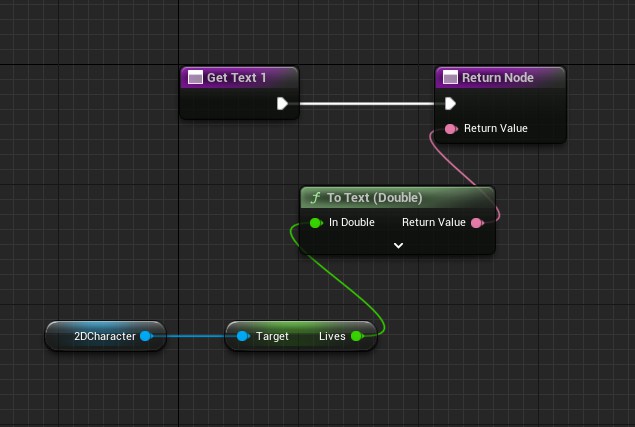 Get Text 1
Return Node
Return Value
f To Text (Double)
In Double Return Value
2DCharacter
Target Lives